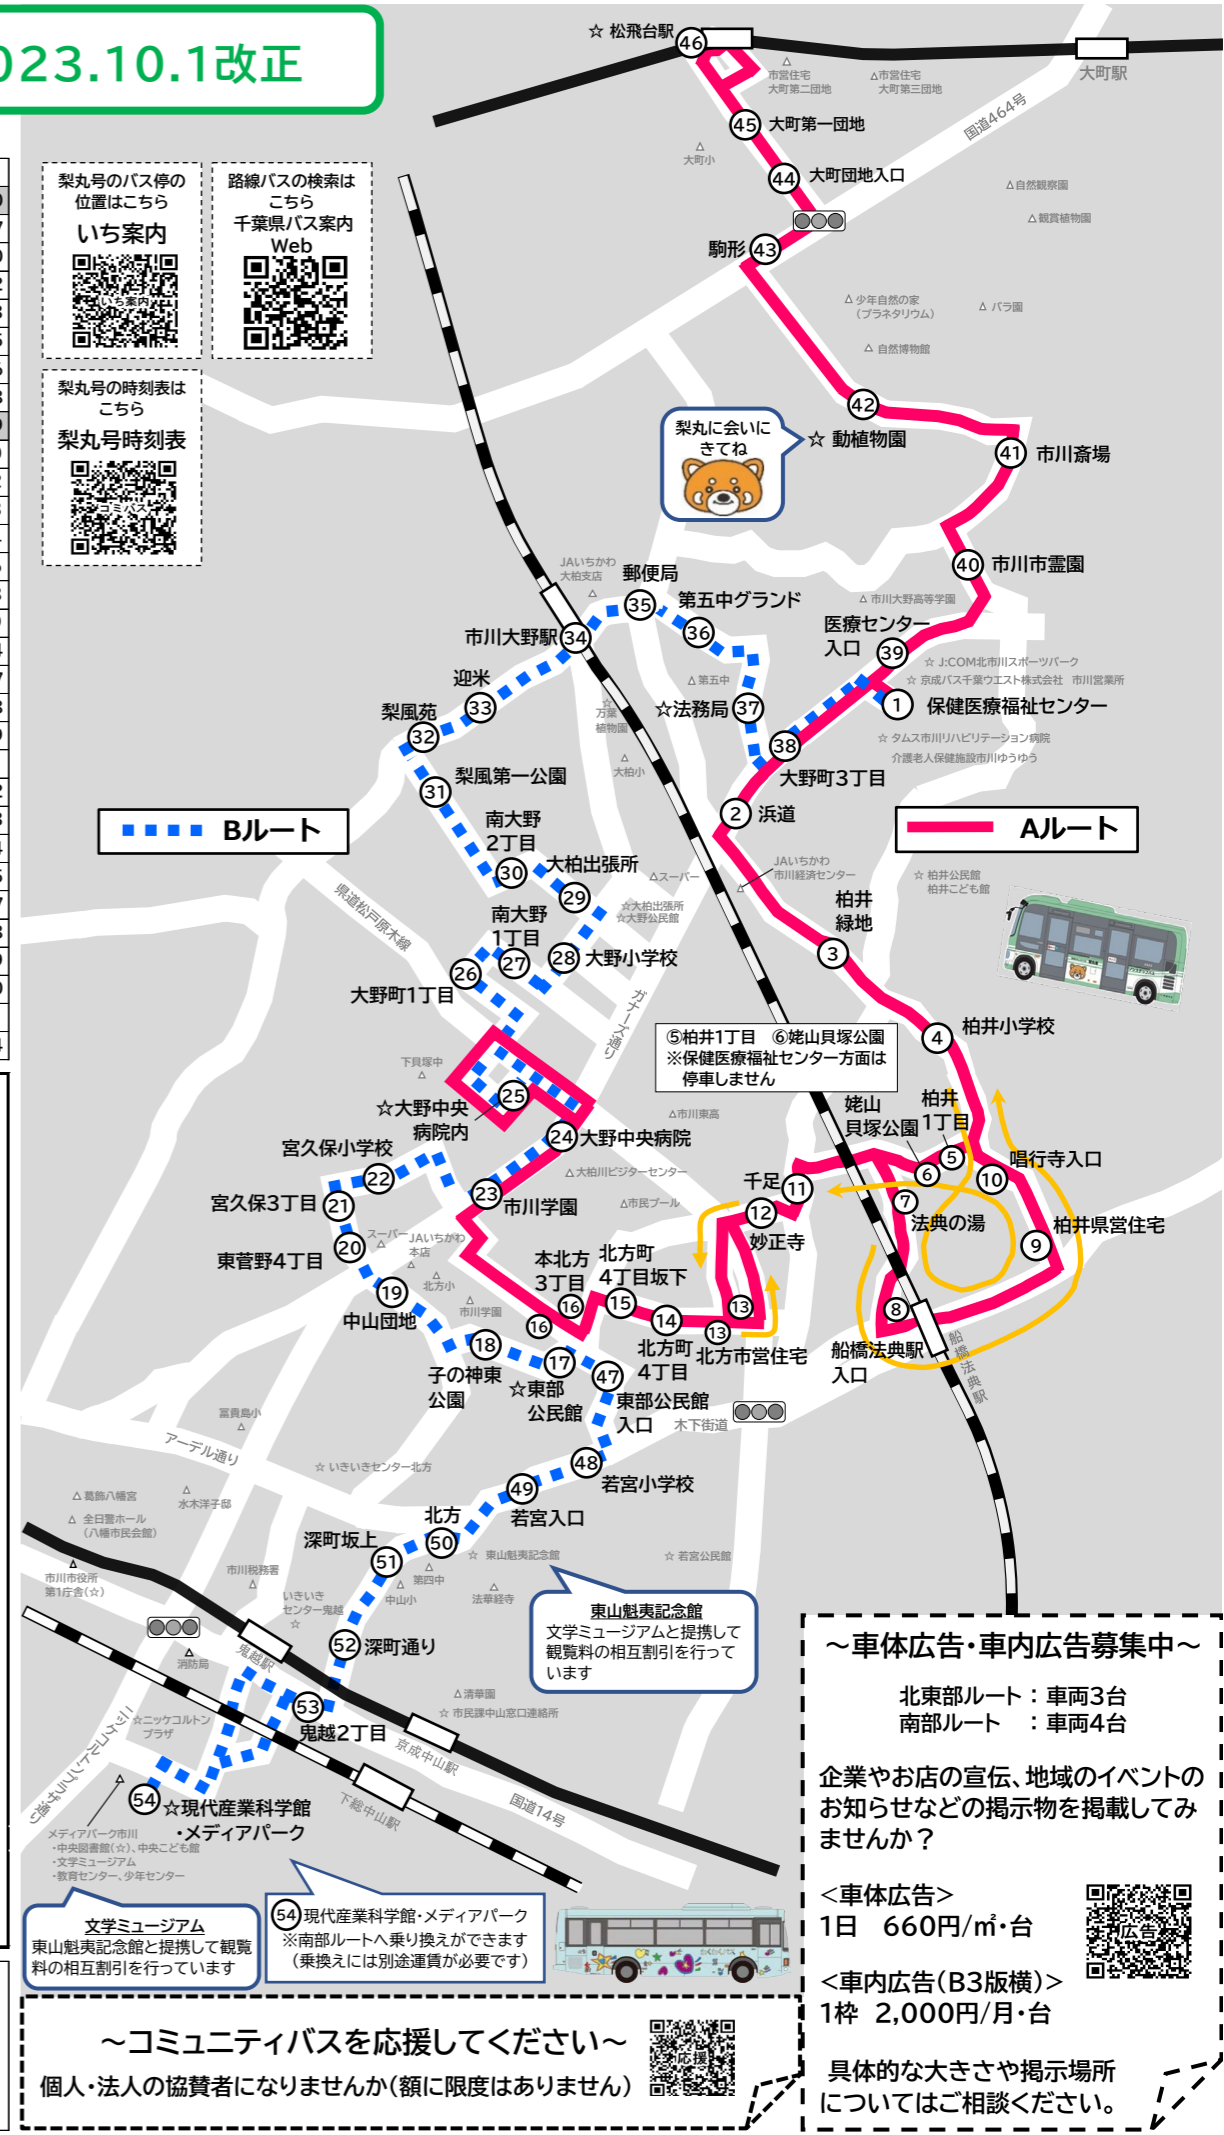 023.10.1改正
梨丸号のバス停の
位置はこちら
いち案内
いち案内
路線バスの検索は
こちら
千葉県バス案内
Web
梨丸号の時刻表は
こちら
梨丸号時刻表
コミバス
☆ 松飛台駅
46
大町駅
△
市営住宅
大町第二団地
△市営住宅
大町第三団地
国道464号
45
大町第一団地
△
大町小
44
大町団地入口
△自然観察園
△観賞植物園
駒形
43
△ 少年自然の家
(プラネタリウム)
△ バラ園
△ 自然博物館
42
☆ 動植物園
梨丸に会いに
きてね
41
市川斎場
40
市川市霊園
JAいちかわ
大柏支店
△
郵便局
35
第五中グランド
36
△ 市川大野高等学園
医療センター
入口
39
市川大野駅
34
☆ J:COM北市川スポーツパーク
☆ 京成バス千葉ウエスト株式会社 市川営業所
迎米
33
△第五中
☆法務局
37
1
保健医療福祉センター
梨風苑
32
☆
万葉
植物園
38
大野町3丁目
☆ タムス市川リハビリテーション病院
介護老人保健施設市川ゆうゆう
△
大柏小
梨風第一公園
31
2
浜道
Bルート
Aルート
南大野
2丁目
30
大柏出張所
29
△スーパー
JAいちかわ
市川経済センター
△
☆ 柏井公民館
柏井こども館
☆大柏出張所
☆大野公民館
県道松戸原木線
南大野
1丁目
27
28
大野小学校
柏井
緑地
3
26
大野町1丁目
ガナーズ通り
4
柏井小学校
⑤柏井1丁目 ⑥姥山貝塚公園
※保健医療福祉センター方面は
停車しません
下貝塚中
△
25
☆大野中央
病院内
△市川東高
姥山
貝塚公園
柏井
1丁目
24
大野中央病院
宮久保小学校
22
5
6
唱行寺入口
10
△大柏川ビジターセンター
千足
11
宮久保3丁目
21
23
市川学園
△市民プール
12
妙正寺
7
法典の湯
柏井県営住宅
9
東菅野4丁目
20
スーパー
△
JAいちかわ
本店
△
△
北方小
本北方
3丁目
16
16
北方町
4丁目坂下
15
19
中山団地
△
市川学園
14
北方町
4丁目
13
13
北方市営住宅
8
船橋法典駅
入口
船橋法典駅
18
子の神東
公園
17
☆東部
公民館
47
東部公民館
入口
木下街道
冨貴島小
△
アーデル通り
☆ いきいきセンター北方
48
若宮小学校
△ 葛飾八幡宮
△
水木洋子邸
49
若宮入口
△ 全日警ホール
(八幡市民会館)
北方
50
深町坂上
51
☆ 東山魁夷記念館
☆ 若宮公民館
△
市川市役所
第1庁舎(☆)
市川税務署
△
△
第四中
△
中山小
△
法華経寺
いきいき
センター鬼越
☆
東山魁夷記念館
文学ミュージアムと提携して
観覧料の相互割引を行って
います
△
消防局
鬼越駅
52
深町通り
△清華園
☆ 市民課中山窓口連絡所
53
鬼越2丁目
☆ニッケコルトン
プラザ
ニッケコルトンプラザ通り
京成中山駅
下総中山駅
国道14号
54
☆現代産業科学館
・メディアパーク
△
メディアパーク市川
・中央図書館(☆)、中央こども館
・文学ミュージアム
・教育センター、少年センター
文学ミュージアム
東山魁夷記念館と提携して観覧
料の相互割引を行っています
54 現代産業科学館・メディアパーク
※南部ルートへ乗り換えができます
(乗換えには別途運賃が必要です)
～車体広告・車内広告募集中～
北東部ルート：車両3台
南部ルート ：車両4台
企業やお店の宣伝、地域のイベントの
お知らせなどの掲示物を掲載してみ
ませんか？
＜車体広告＞
1日 660円/㎡・台
広告
＜車内広告(B3版横)＞
1枠 2,000円/月・台
具体的な大きさや掲示場所
についてはご相談ください。
～コミュニティバスを応援してください～
個人・法人の協賛者になりませんか(額に限度はありません)
応援